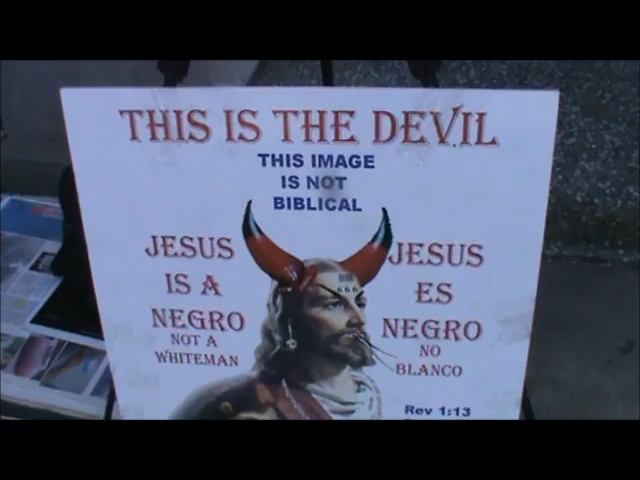 THIS IS THE DEVIL
THIS IMAGE
IS NOT
BIBLICAL
JESUS
IS A
NEGRO
NOT A
WHITEMAN
JESUS
ES
NEGRO
NO
BLANCO
666
Rev 1:13